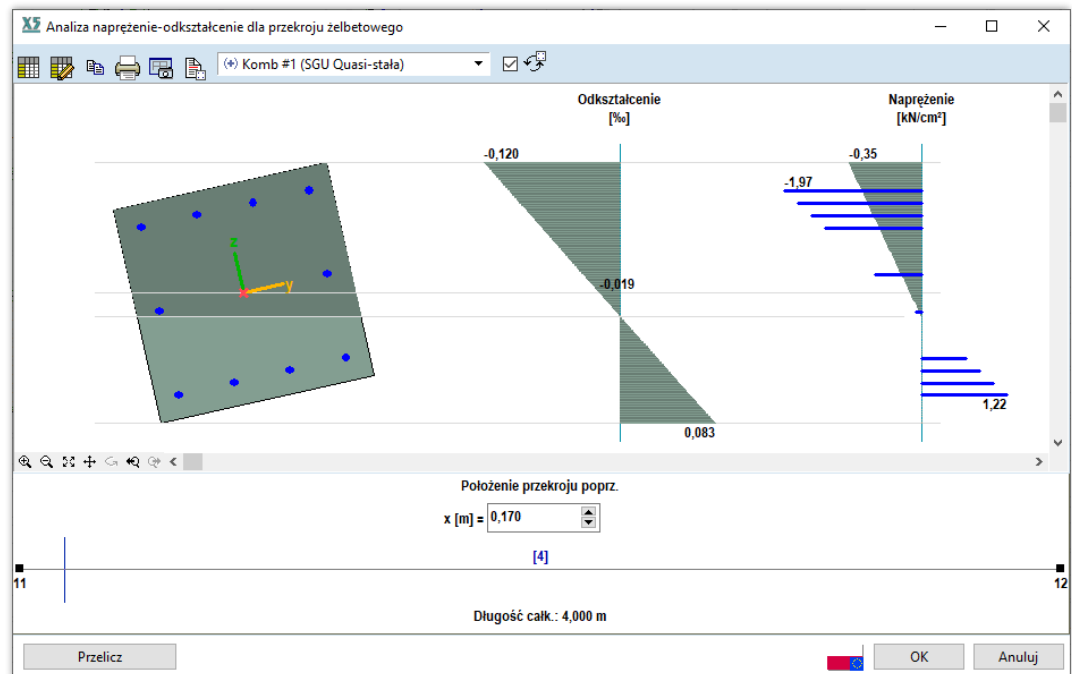 Analiza naprężenie-odkształcenie dla przekroju żelbetowego
(+) Komb #1 (SGU Quasi-stała)
Odkształcenie
[‰]
Naprężenie
[kN/cm²]
-0,120
-0,35
-1,97
z
y
-0,019
1,22
0,083
Położenie przekroju poprz.
x [m] = 0,170
[4]
11
12
Długość całk.: 4,000 m
Przelicz
OK
Anuluj